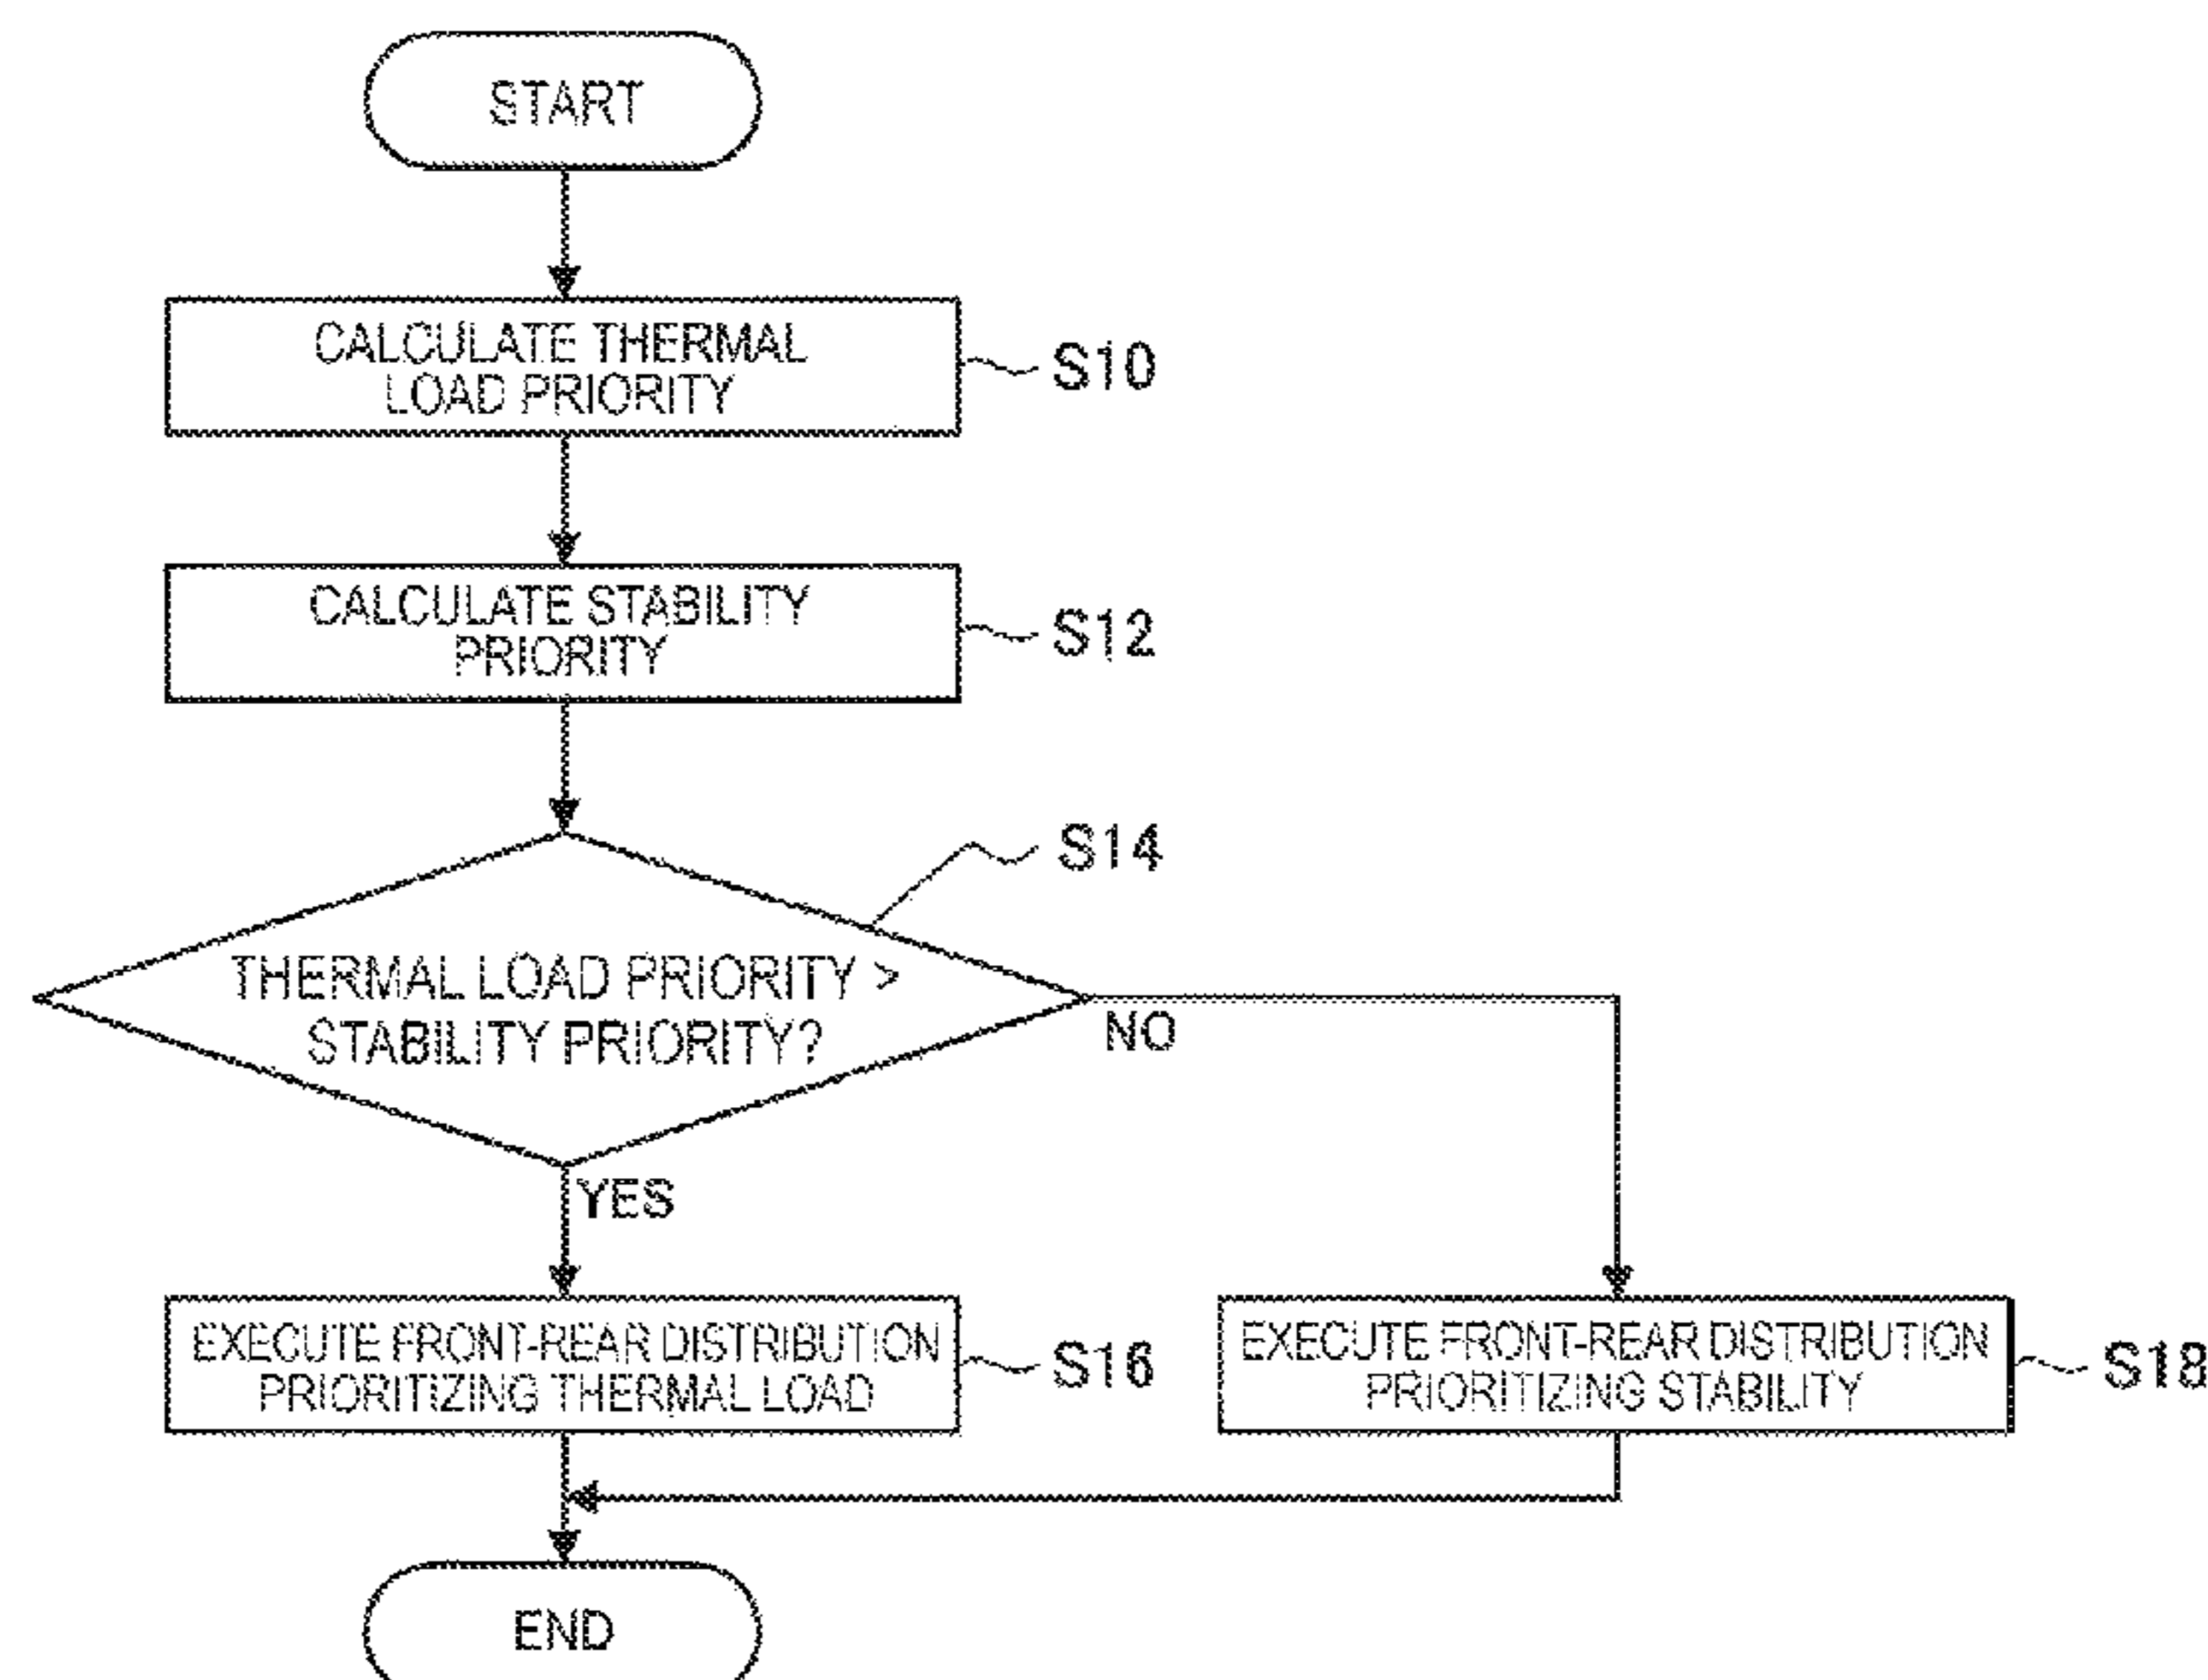 START
CALCULATE THERMAL
LOAD PRIORITY
S10
CALCULATE STABILITY
PRIORITY
S12
S14
THERMAL LOAD PRIORITY >
STABILITY PRIORITY?
NO
YES
EXECUTE FRONT-REAR DISTRIBUTION
PRIORITIZING THERMAL LOAD
S16
EXECUTE FRONT-REAR DISTRIBUTION
PRIORITIZING STABILITY
S18
END